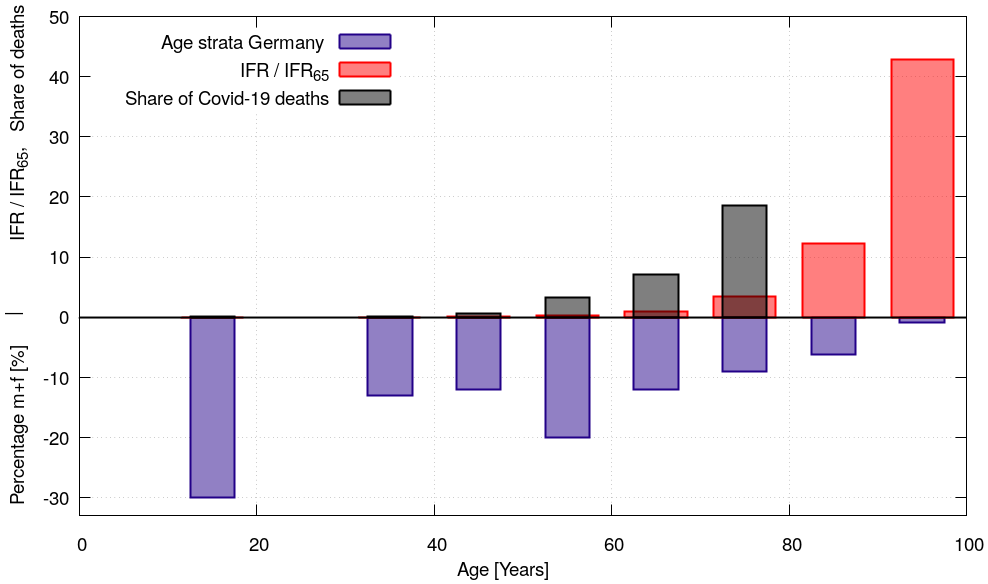 Age strata Germany
IFR / IFR65
Share of Covid-19 deaths
Percentage m+f [%] | IFR / IFR65, Share of deaths
50
40
30
20
10
0
-10
-20
-30
0 20 40 60 80 100
Age [Years]